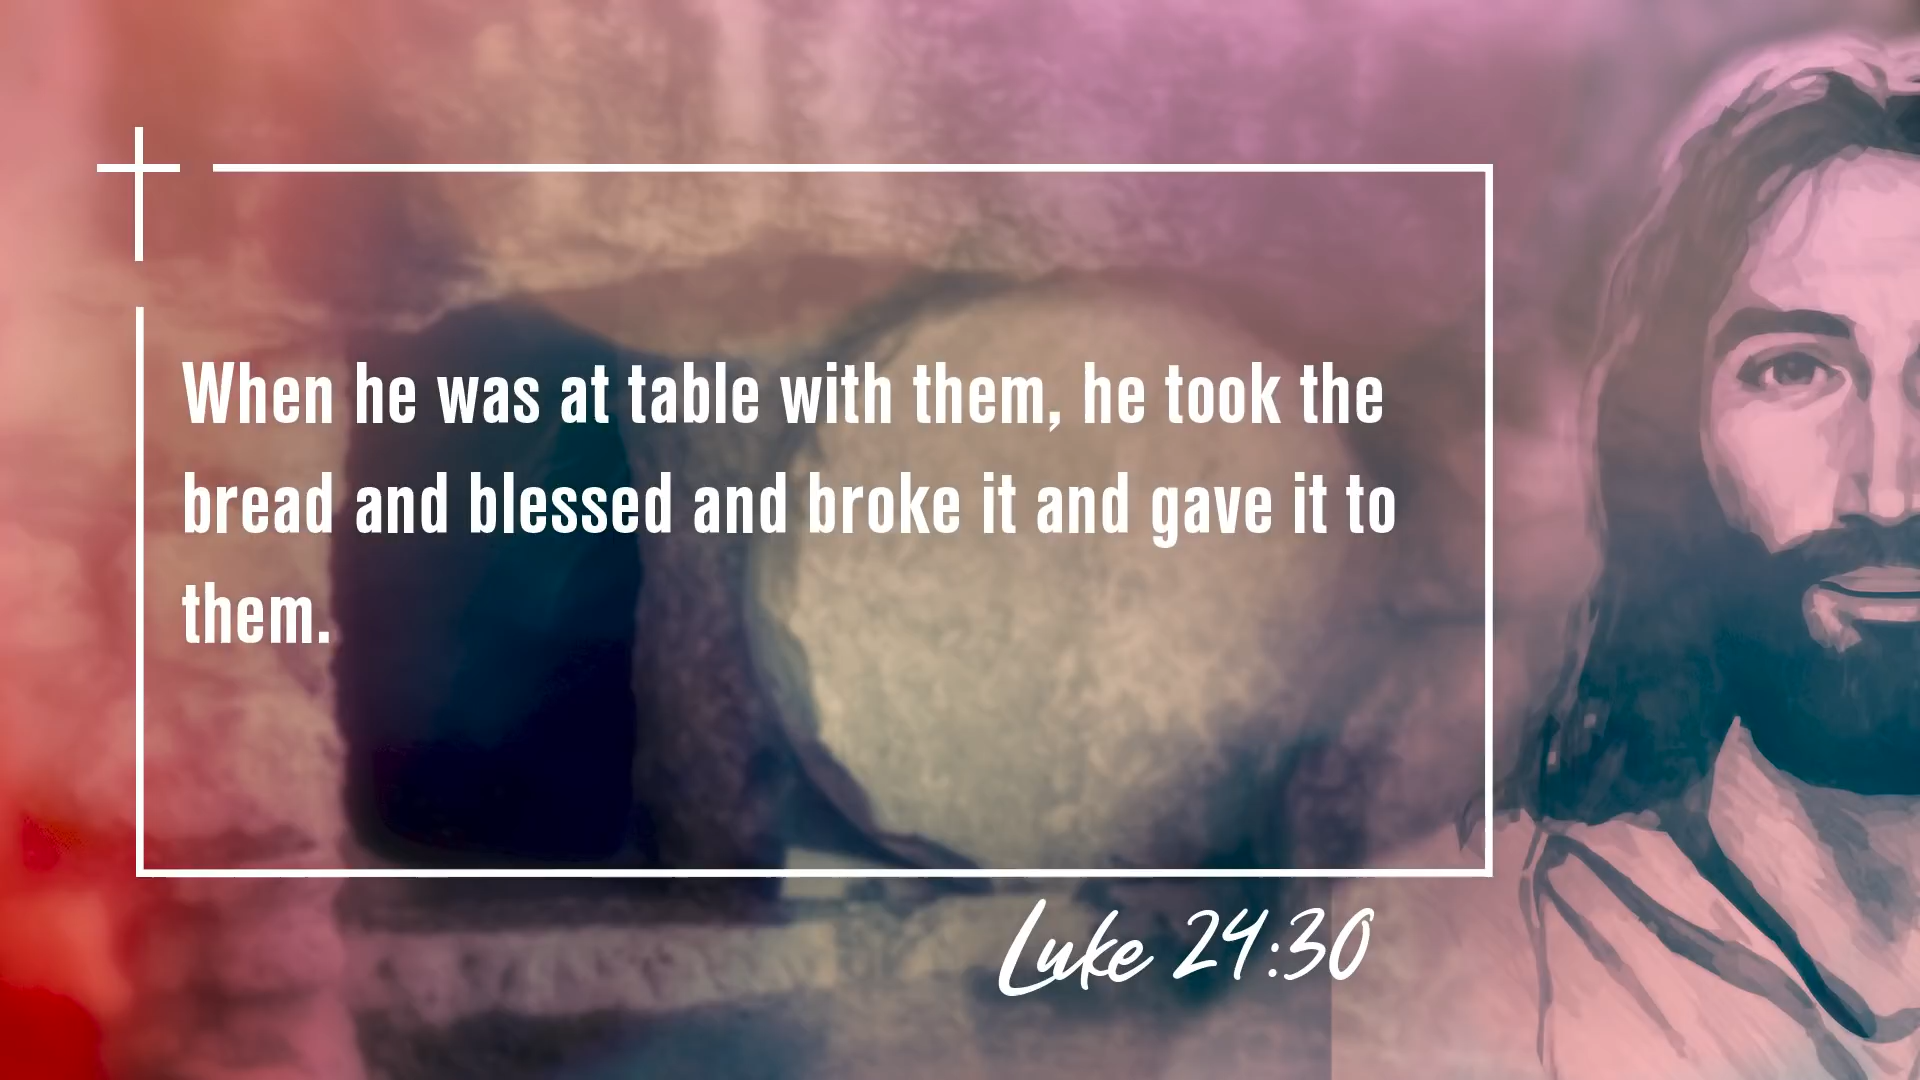 When he was at table with them, he took the
bread and blessed and broke it and gave it to
them.
Luke 24:30